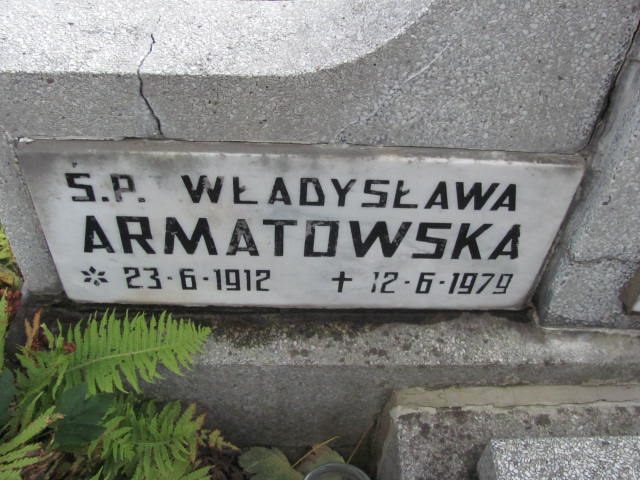 Ś.P. WŁADYSŁAWA
ARMATOWSKA
* 23-6-1912 + 12-6-1979